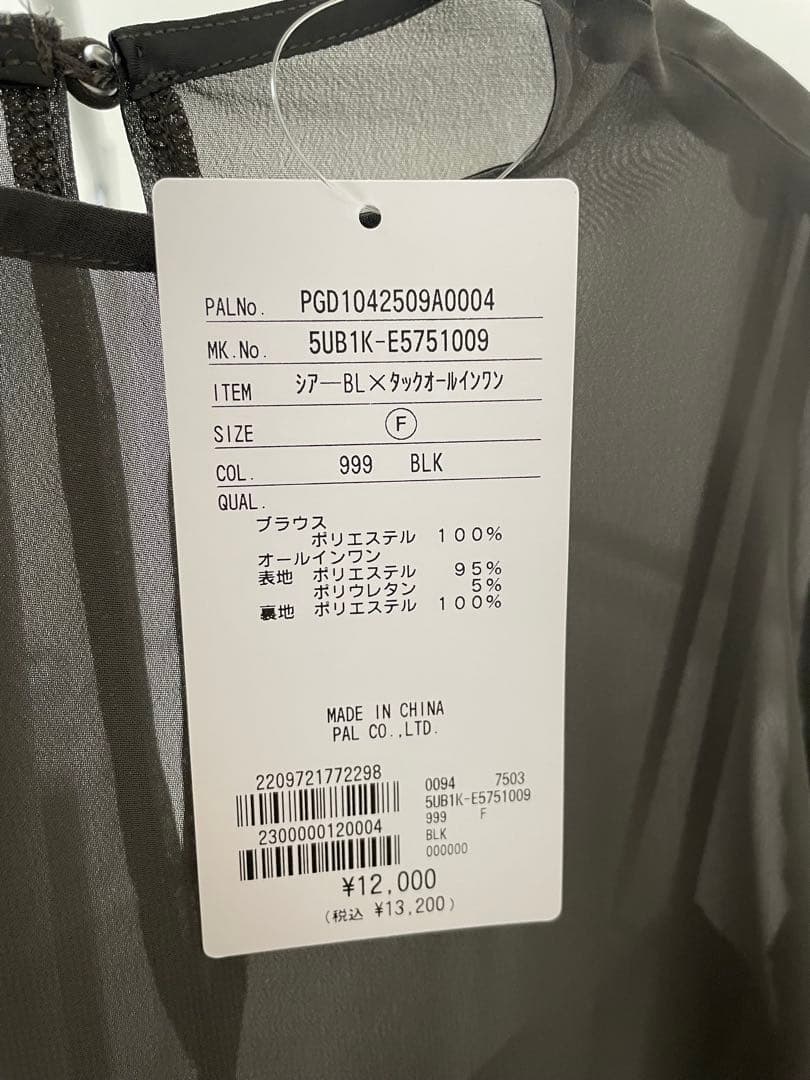 PALNo. PGD1042509A0004
MK.No. 5UB1K-E5751009
ITEM ｼｱｰBL×ﾀｯｸｵｰﾙｲﾝﾜﾝ
SIZE Ⓕ
COL. 999 BLK
QUAL.
ブラウス
ポリエステル 100%
オールインワン
表地 ポリエステル 95%
ポリウレタン 5%
裏地 ポリエステル 100%
MADE IN CHINA
PAL CO.,LTD.
2209721772298
2300000120004
0094 7503
5UB1K-E5751009
999 F
BLK
000000
¥12,000
(税込 ¥13,200)